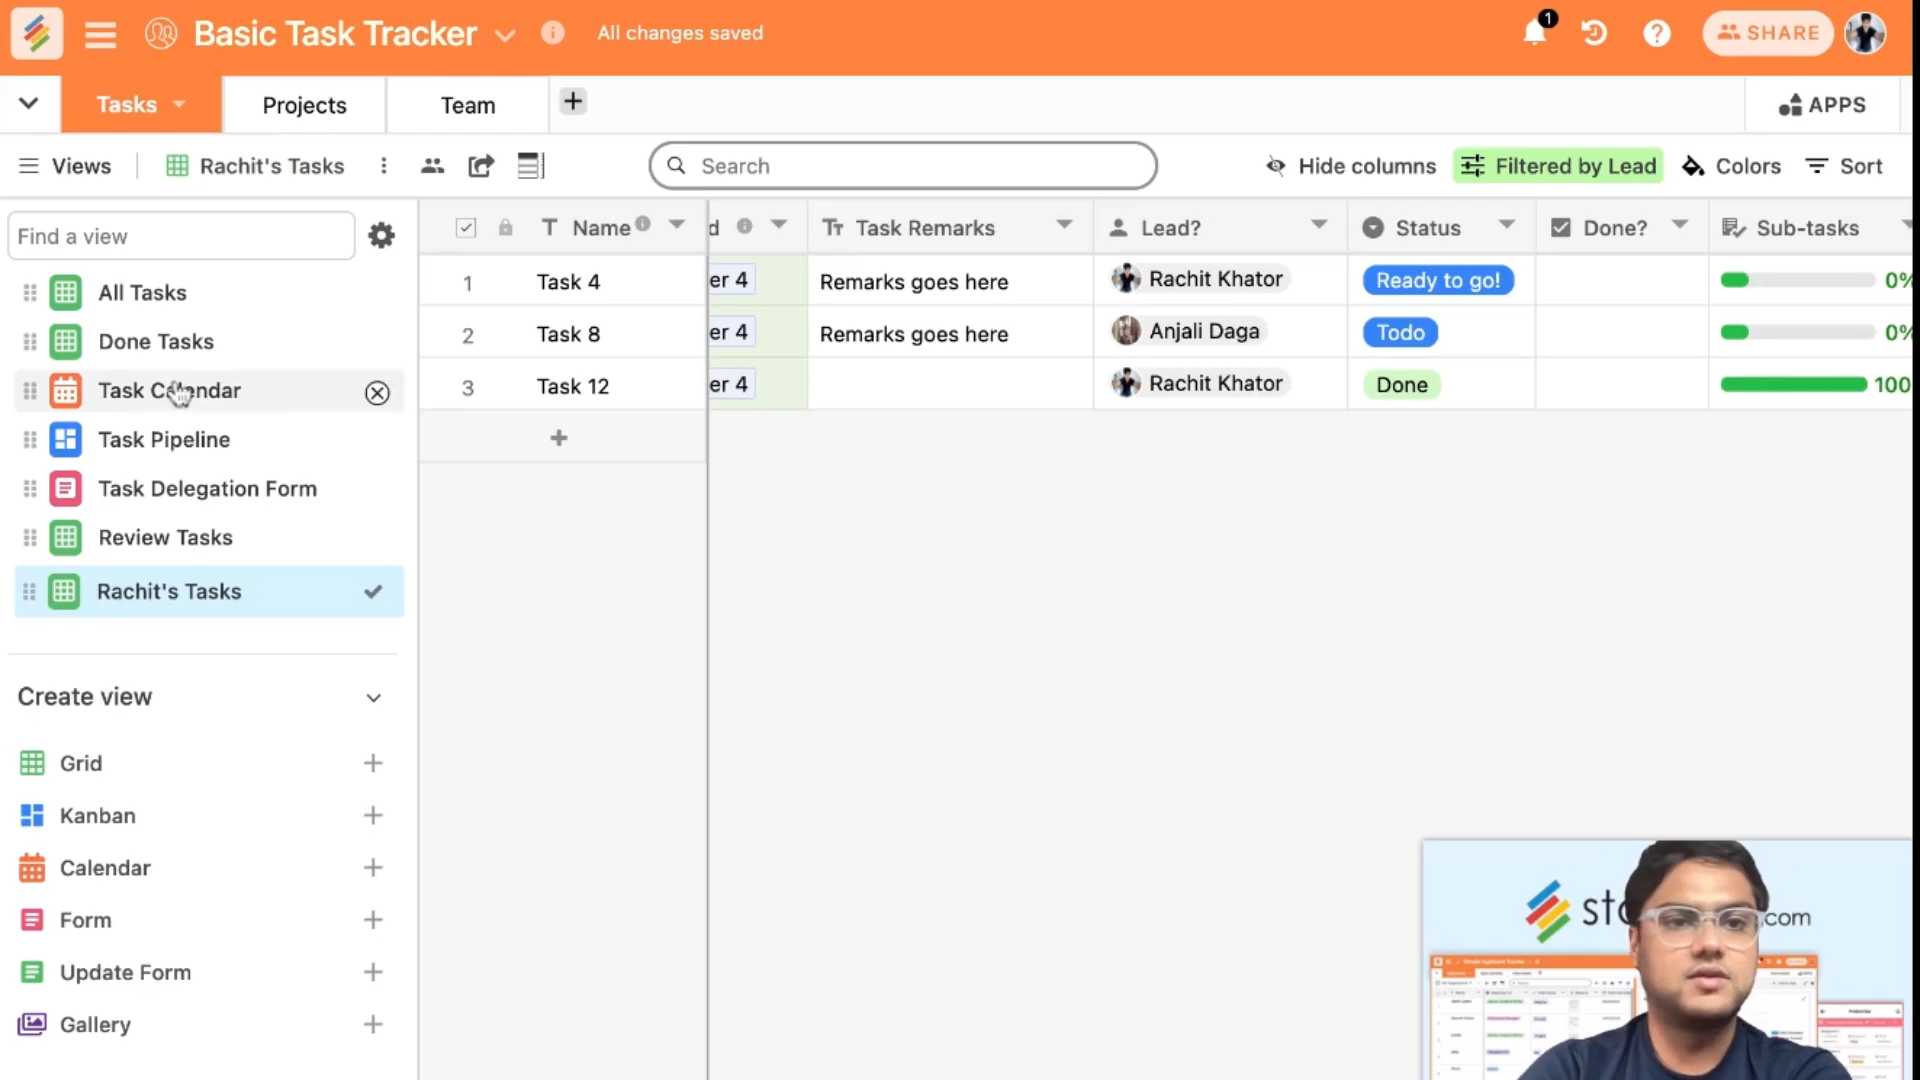 Basic Task Tracker
All changes saved
1
SHARE
Tasks
Projects
Team
APPS
Views
Rachit's Tasks
Search
Hide columns
Filtered by Lead
Colors
Sort
Find a view
All Tasks
Done Tasks
Task Calendar
Task Pipeline
Task Delegation Form
Review Tasks
Rachit's Tasks
Create view
Grid
Kanban
Calendar
Form
Update Form
Gallery
Name
d
Task Remarks
Lead?
Status
Done?
Sub-tasks
1
Task 4
er 4
Remarks goes here
Rachit Khator
Ready to go!
0%
2
Task 8
er 4
Remarks goes here
Anjali Daga
Todo
0%
3
Task 12
er 4
Rachit Khator
Done
100
.com